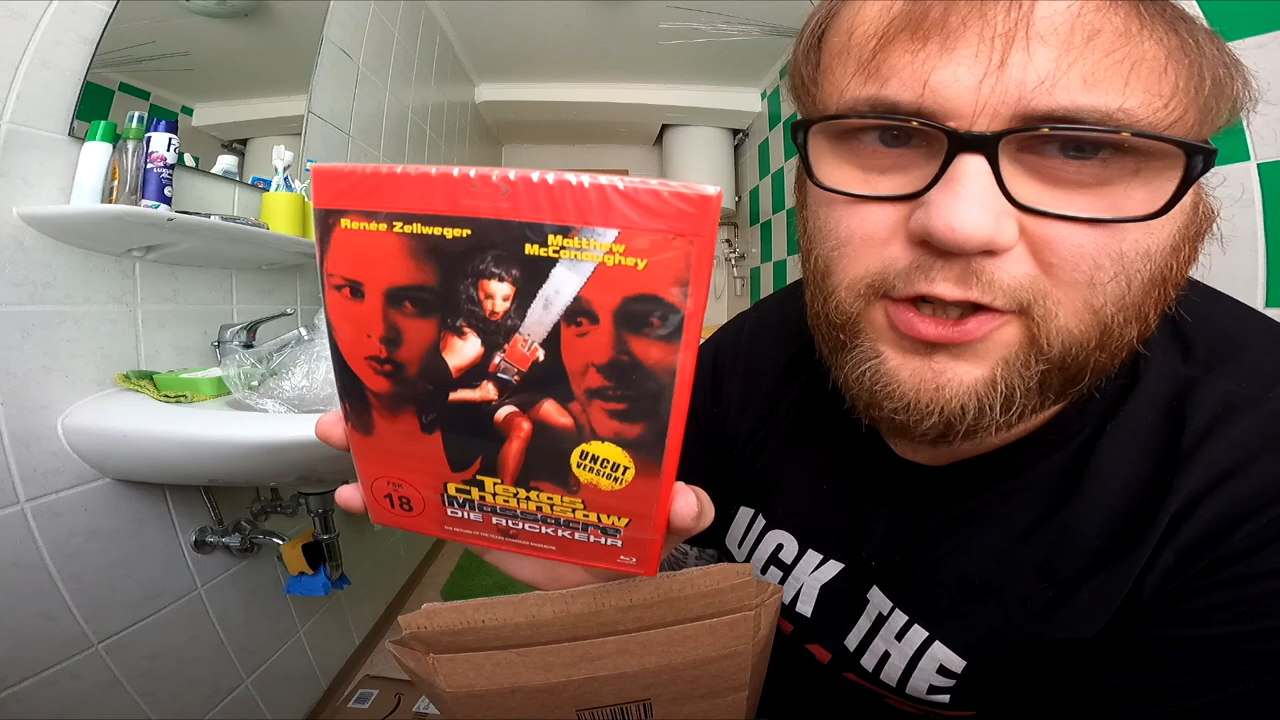 Renée Zellweger
Matthew
McConaughey
UNCUT
VERSION!
FSK
18
Texas
Chainsaw
Massacre
DIE RÜCKKEHR
THE RETURN OF THE TEXAS CHAINSAW MASSACRE
UCK THE